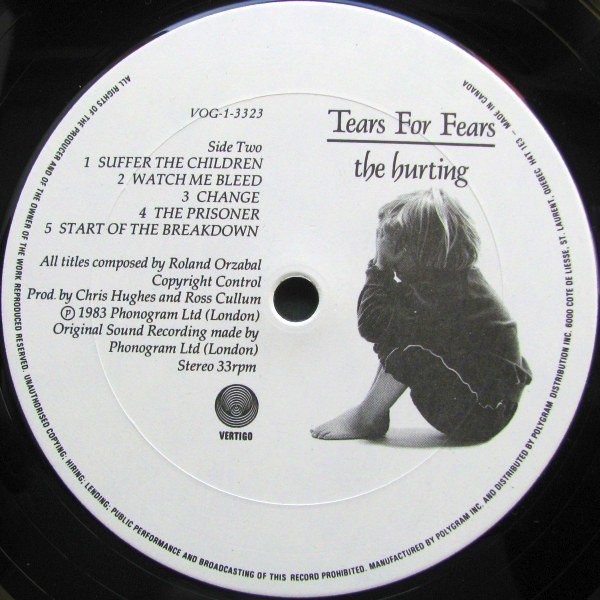 VOG-1-3323
Side Two
1 SUFFER THE CHILDREN
2 WATCH ME BLEED
3 CHANGE
4 THE PRISONER
5 START OF THE BREAKDOWN
All titles composed by Roland Orzabal
Copyright Control
Prod. by Chris Hughes and Ross Cullum
Ⓟ 1983 Phonogram Ltd (London)
Original Sound Recording made by
Phonogram Ltd (London)
Stereo 33rpm
VERTIGO
Tears For Fears
the hurting
ALL RIGHTS OF THE PRODUCER AND OF THE OWNER OF THE WORK REPRODUCED RESERVED. UNAUTHORISED COPYING; HIRING; LENDING; PUBLIC PERFORMANCE AND BROADCASTING OF THIS RECORD PROHIBITED. MANUFACTURED BY POLYGRAM INC. AND DISTRIBUTED BY POLYGRAM DISTRIBUTION INC. 6000 COTE DE LIESSE, ST. LAURENT, QUEBEC H4T 1E3 – MADE IN CANADA